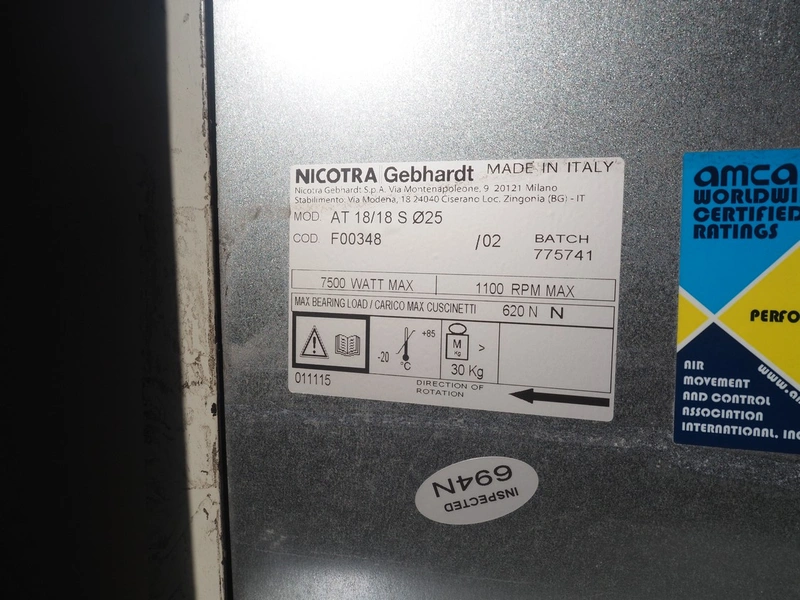 NICOTRA Gebhardt MADE IN ITALY
Nicotra Gebhardt S.p.A. Via Montenapoleone, 9 20121 Milano
Stabilimento: Via Modena, 18 24040 Ciserano Loc. Zingonia (BG) - IT
MOD. AT 18/18 S Ø25
COD. F00348 /02 BATCH
775741
7500 WATT MAX 1100 RPM MAX
MAX BEARING LOAD / CARICO MAX CUSCINETTI 620 N N
-20 +85 °C
M Kg >
30 Kg
011115
DIRECTION OF
ROTATION
INSPECTED
694N
amca
WORLDWI
CERTIFIED
RATINGS
PERFO
www.a
AIR
MOVEMENT
AND CONTROL
ASSOCIATION
INTERNATIONAL, INC